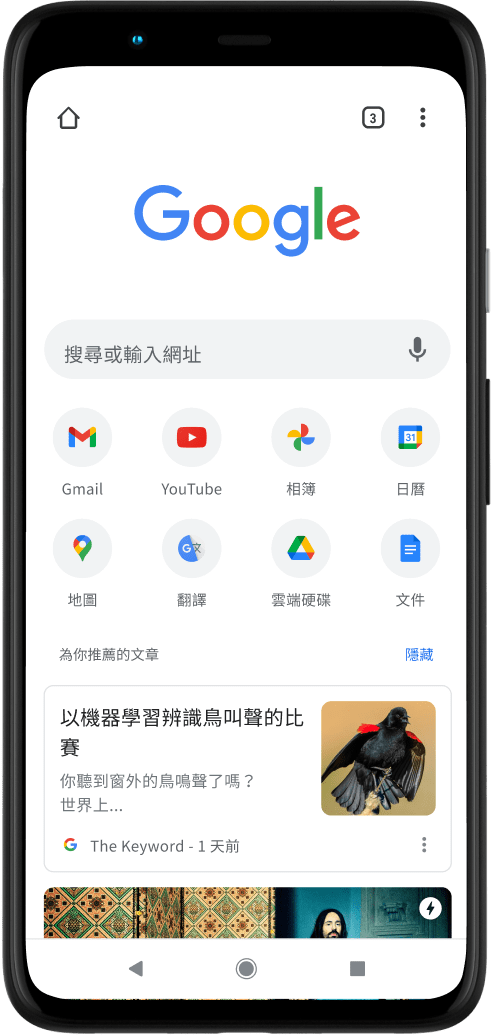 3
Google
搜尋或輸入網址
31
Gmail
YouTube
相簿
日曆
G文
地圖
翻譯
雲端硬碟
文件
為你推薦的文章
隱藏
以機器學習辨識鳥叫聲的比
賽
你聽到窗外的鳥鳴聲了嗎？
世界上...
G
The Keyword - 1 天前